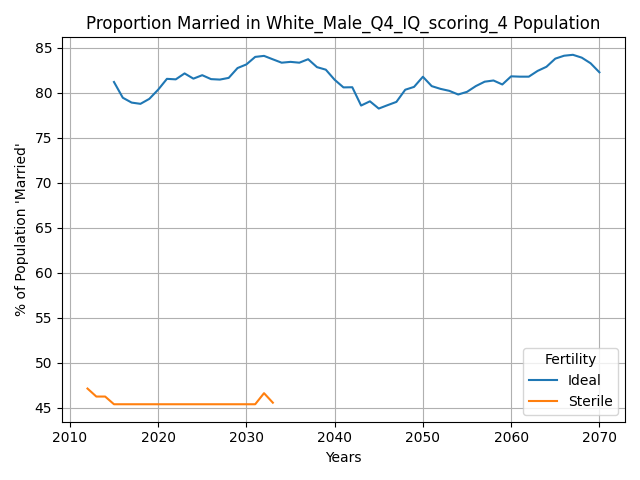 Proportion Married in White_Male_Q4_IQ_scoring_4 Population
% of Population 'Married'
85
80
75
70
65
60
55
50
45
2010 2020 2030 2040 2050 2060 2070
Years
Fertility
Ideal
Sterile